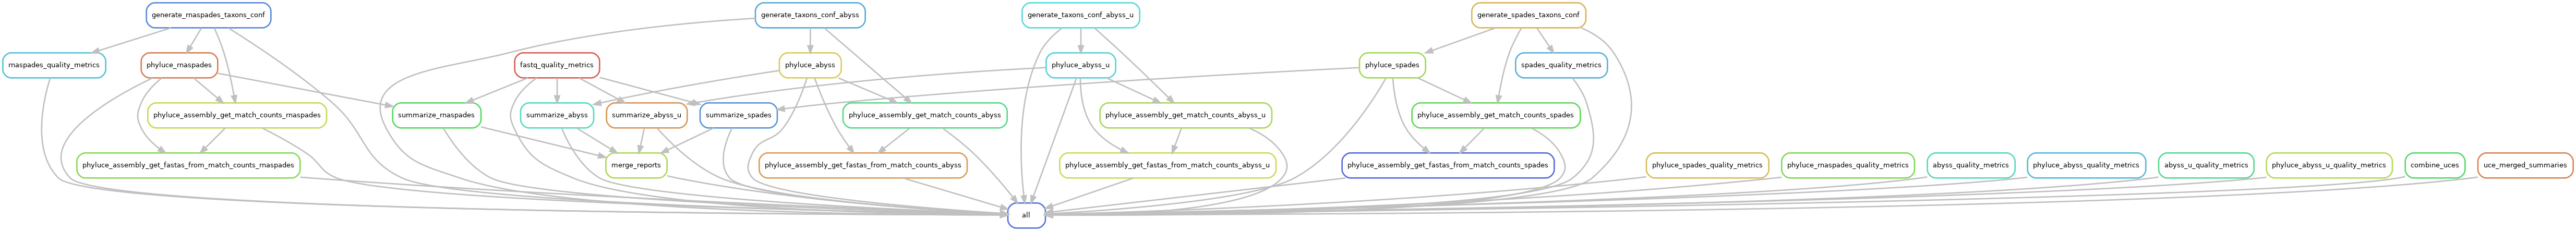 generate_rnaspades_taxons_conf
generate_taxons_conf_abyss
generate_taxons_conf_abyss_u
generate_spades_taxons_conf
rnaspades_quality_metrics
phyluce_rnaspades
fastq_quality_metrics
phyluce_abyss
phyluce_abyss_u
phyluce_spades
spades_quality_metrics
phyluce_assembly_get_match_counts_rnaspades
summarize_rnaspades
summarize_abyss
summarize_abyss_u
summarize_spades
phyluce_assembly_get_match_counts_abyss
phyluce_assembly_get_match_counts_abyss_u
phyluce_assembly_get_match_counts_spades
phyluce_assembly_get_fastas_from_match_counts_rnaspades
merge_reports
phyluce_assembly_get_fastas_from_match_counts_abyss
phyluce_assembly_get_fastas_from_match_counts_abyss_u
phyluce_assembly_get_fastas_from_match_counts_spades
phyluce_spades_quality_metrics
phyluce_rnaspades_quality_metrics
abyss_quality_metrics
phyluce_abyss_quality_metrics
abyss_u_quality_metrics
phyluce_abyss_u_quality_metrics
combine_uces
uce_merged_summaries
all